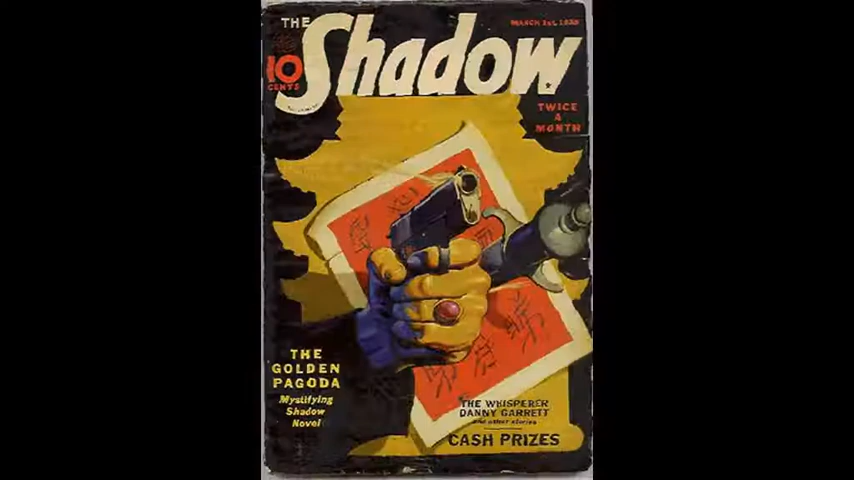 THE
Shadow
MARCH 1st, 1938
10
CENTS
TWICE
A
MONTH
THE
GOLDEN
PAGODA
Mystifying
Shadow
Novel
THE WHISPERER
DANNY GARRETT
and other stories
CASH PRIZES